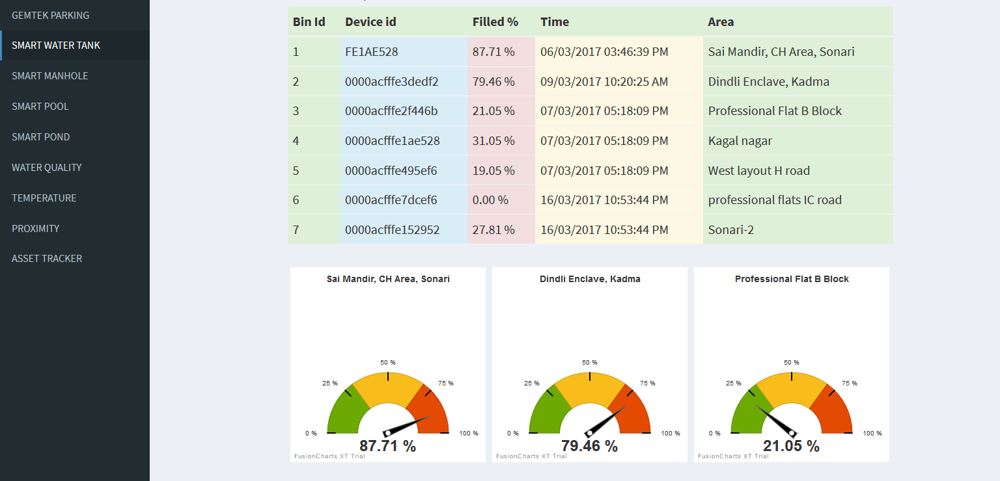 GEMTEK PARKING
SMART WATER TANK
SMART MANHOLE
SMART POOL
SMART POND
WATER QUALITY
TEMPERATURE
PROXIMITY
ASSET TRACKER
Bin Id Device id Filled % Time Area
1 FE1AE528 87.71 % 06/03/2017 03:46:39 PM Sai Mandir, CH Area, Sonari
2 0000acfffe3dedf2 79.46 % 09/03/2017 10:20:25 AM Dindli Enclave, Kadma
3 0000acfffe2f446b 21.05 % 07/03/2017 05:18:09 PM Professional Flat B Block
4 0000acfffe1ae528 31.05 % 07/03/2017 05:18:09 PM Kagal nagar
5 0000acfffe495ef6 19.05 % 07/03/2017 05:18:09 PM West layout H road
6 0000acfffe7dcef6 0.00 % 16/03/2017 10:53:44 PM professional flats IC road
7 0000acfffe152952 27.81 % 16/03/2017 10:53:44 PM Sonari-2
Sai Mandir, CH Area, Sonari
50 %
25 % 75 %
0 % 100 %
87.71 %
FusionCharts XT Trial
Dindli Enclave, Kadma
50 %
25 % 75 %
0 % 100 %
79.46 %
FusionCharts XT Trial
Professional Flat B Block
50 %
25 % 75 %
0 % 100 %
21.05 %
FusionCharts XT Trial